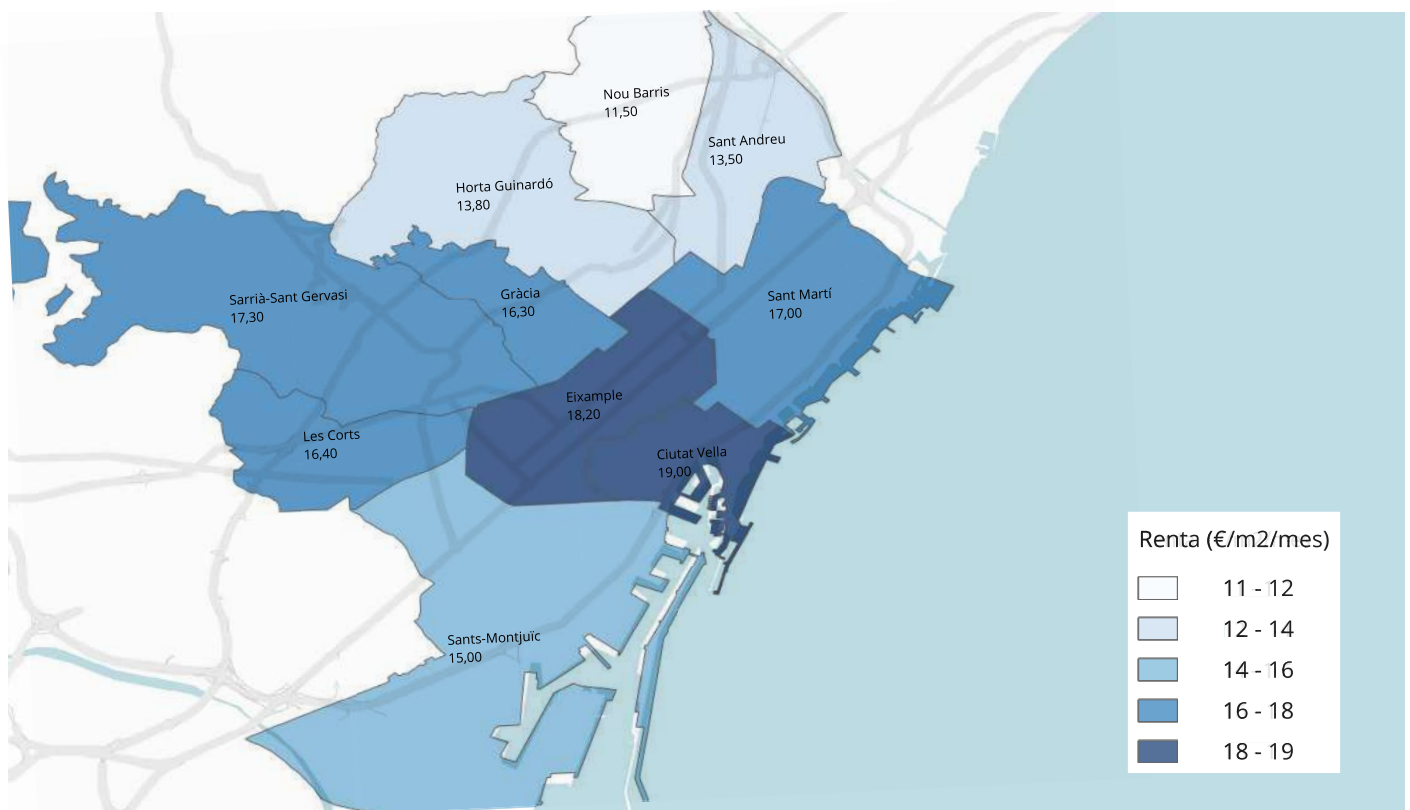 Nou Barris
11,50
Sant Andreu
13,50
Horta Guinardó
13,80
Sarrià-Sant Gervasi
17,30
Gràcia
16,30
Sant Martí
17,00
Eixample
18,20
Les Corts
16,40
Ciutat Vella
19,00
Sants-Montjuïc
15,00
Renta (€/m2/mes)
11 - 12
12 - 14
14 - 16
16 - 18
18 - 19